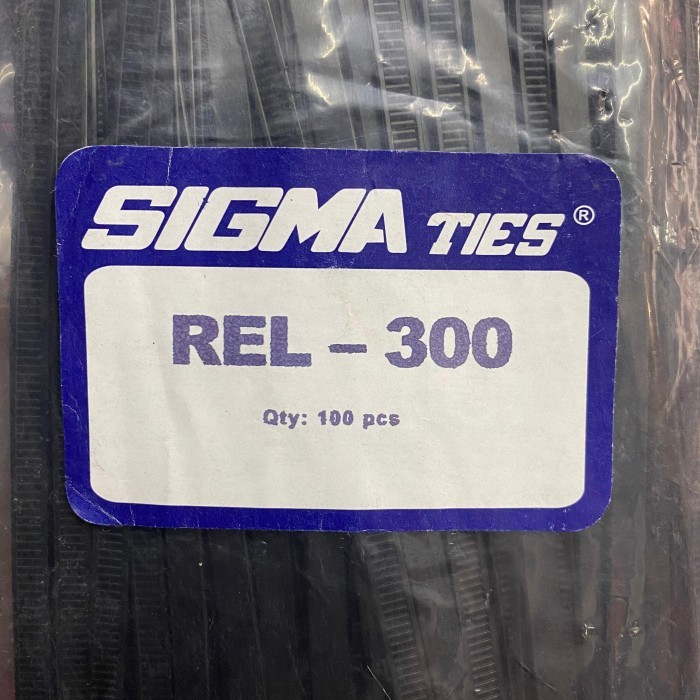 SIGMA TIES®
REL - 300
Qty: 100 pcs